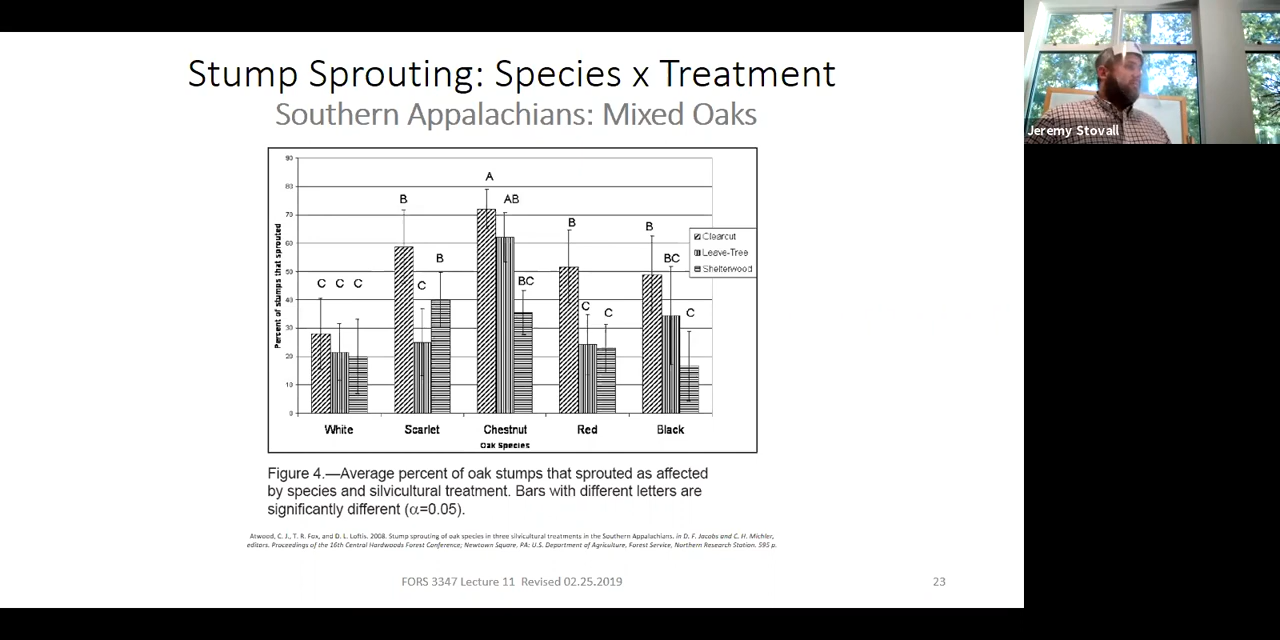 Stump Sprouting: Species x Treatment
Southern Appalachians: Mixed Oaks
Jeremy Stovall
Percent of stumps that sprouted
90
80
70
60
50
40
30
20
10
0
C C C
B C B
A AB BC
B C C
B BC C
Clearcut
Leave-Tree
Shelterwood
White Scarlet Chestnut Red Black
Oak Species
Figure 4.—Average percent of oak stumps that sprouted as affected
by species and silvicultural treatment. Bars with different letters are
significantly different (α=0.05).
Atwood, C. J., T. R. Fox, and D. L. Loftis. 2008. Stump sprouting of oak species in three silvicultural treatments in the Southern Appalachians. in D. F. Jacobs and C. H. Michler,
editors. Proceedings of the 16th Central Hardwoods Forest Conference; Newtown Square, PA: U.S. Department of Agriculture, Forest Service, Northern Research Station. 595 p.
FORS 3347 Lecture 11 Revised 02.25.2019
23